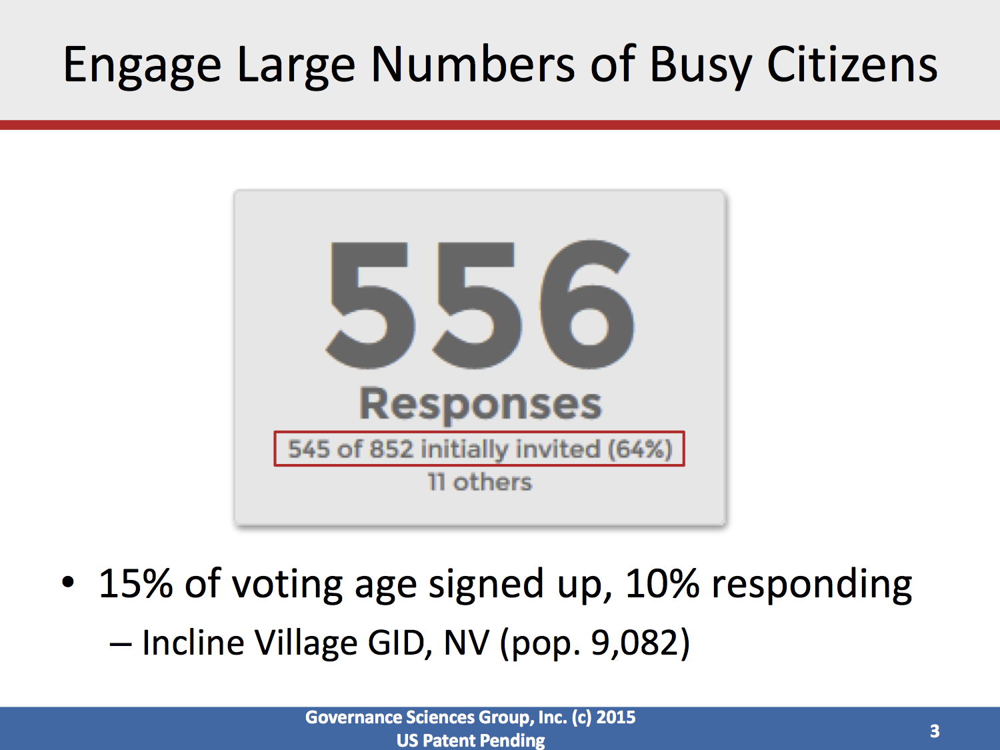 Engage Large Numbers of Busy Citizens
556
Responses
545 of 852 initially invited (64%)
11 others
• 15% of voting age signed up, 10% responding
– Incline Village GID, NV (pop. 9,082)
Governance Sciences Group, Inc. (c) 2015
US Patent Pending
3